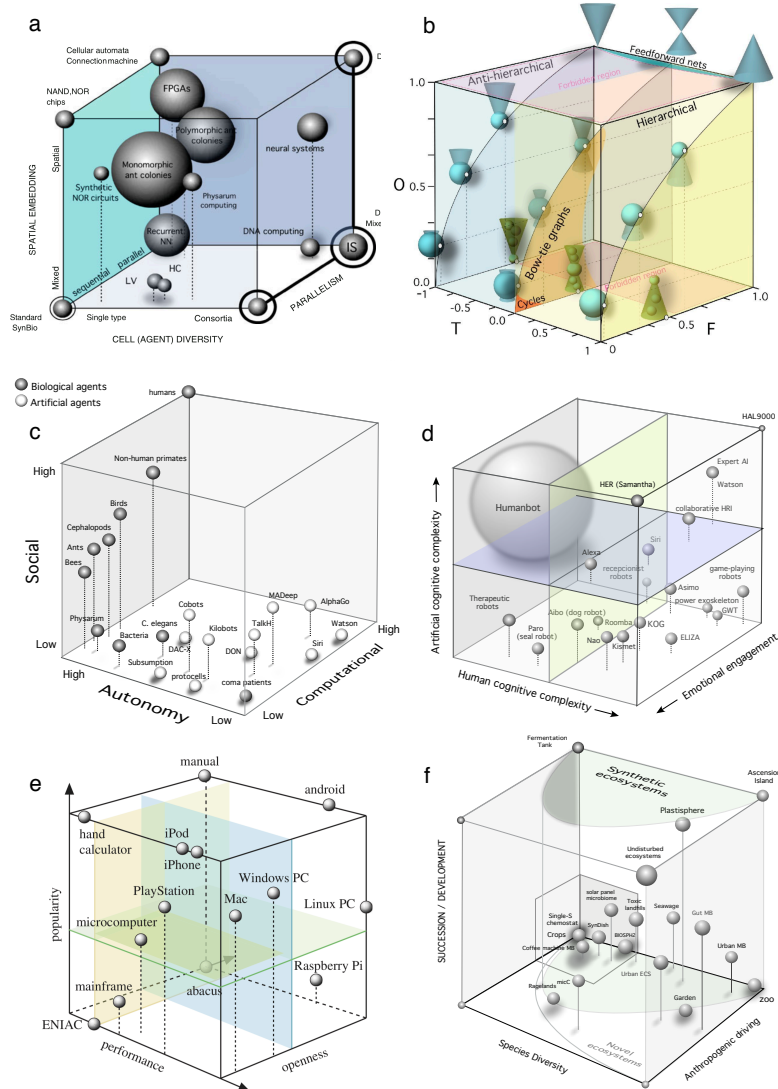 a
Cellular automata
Connection machine
D
NAND,NOR
chips
FPGAs
Polymorphic ant
colonies
neural systems
Monomorphic
ant colonies
Spatial
Synthetic
NOR circuits
Physarum
computing
SPATIAL EMBEDDING
D
Mixe
DNA computing
Recurrent
NN
IS
sequential
parallel
HC
LV
Mixed
PARALLELISM
Standard
SynBio
Single type
Consortia
CELL (AGENT) DIVERSITY
b
Feedforward nets
1.0
Anti-hierarchical
Forbidden region
Hierarchical
O
0.5
Bow-tie graphs
0.0
-1
-0.5
T
0.0
Cycles
Forbidden region
1
0
0.5
F
1.0
Biological agents
Artificial agents
c
humans
High
Non-human primates
Birds
Cephalopods
Ants
Bees
Social
Physarum
Bacteria
C. elegans
Cobots
DAC-X
Kilobots
TalkH
MADeep
AlphaGo
Watson
High
Low
Subsumption
DON
Siri
protocells
coma patients
High
Autonomy
Low
Low
Computational
d
HAL9000
Expert AI
Watson
HER (Samantha)
Humanbot
collaborative HRI
Artificial cognitive complexity
Siri
Alexa
recepcionist
robots
game-playing
robots
Asimo
Therapeutic
robots
power exoskeleton
GWT
Aibo (dog robot)
Roomba
KOG
Paro
(seal robot)
Nao
Kismet
ELIZA
Human cognitive complexity
Emotional engagement
e
manual
android
hand
calculator
iPod
iPhone
Windows PC
PlayStation
Mac
Linux PC
popularity
microcomputer
Raspberry Pi
abacus
mainframe
ENIAC
performance
openness
f
Fermentation
Tank
Synthetic
ecosystems
Ascension
Island
Plastisphere
Undisturbed
ecosystems
SUCCESSION / DEVELOPMENT
solar panel
microbiome
Toxic
landfills
Seawage
Gut MB
Single-S
chemostat
SynDish
Crops
BIOSPH2
Coffee machine MB
Urban MB
Urban ECS
micC
Ragelands
Garden
zoo
Novel
ecosystems
Species Diversity
Anthropogenic driving